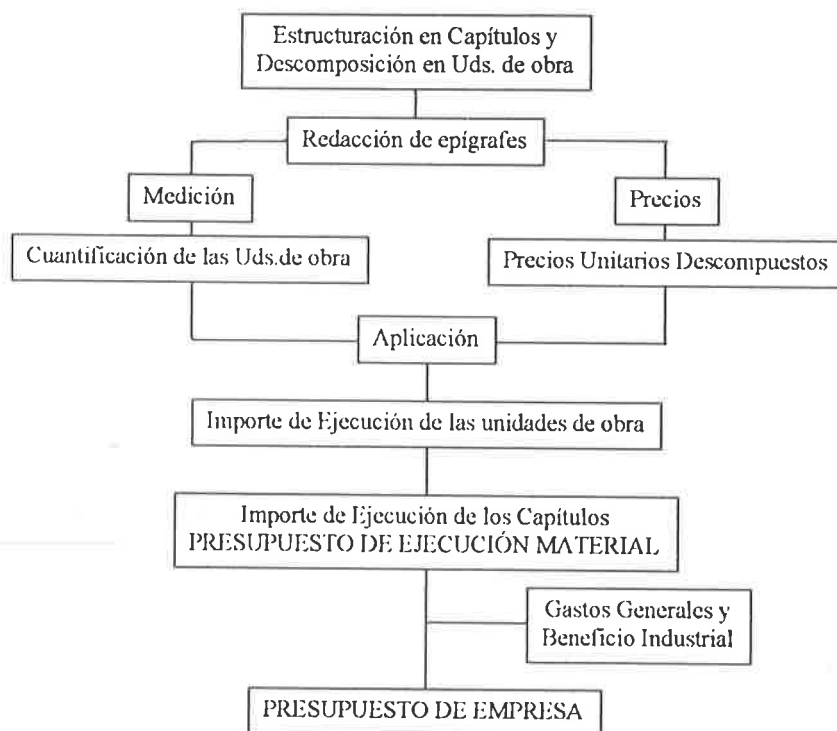 Estructuración en Capítulos y
Descomposición en Uds. de obra
Redacción de epígrafes
Medición
Precios
Cuantificación de las Uds.de obra
Precios Unitarios Descompuestos
Aplicación
Importe de Ejecución de las unidades de obra
Importe de Ejecución de los Capítulos
PRESUPUESTO DE EJECUCIÓN MATERIAL
Gastos Generales y
Beneficio Industrial
PRESUPUESTO DE EMPRESA